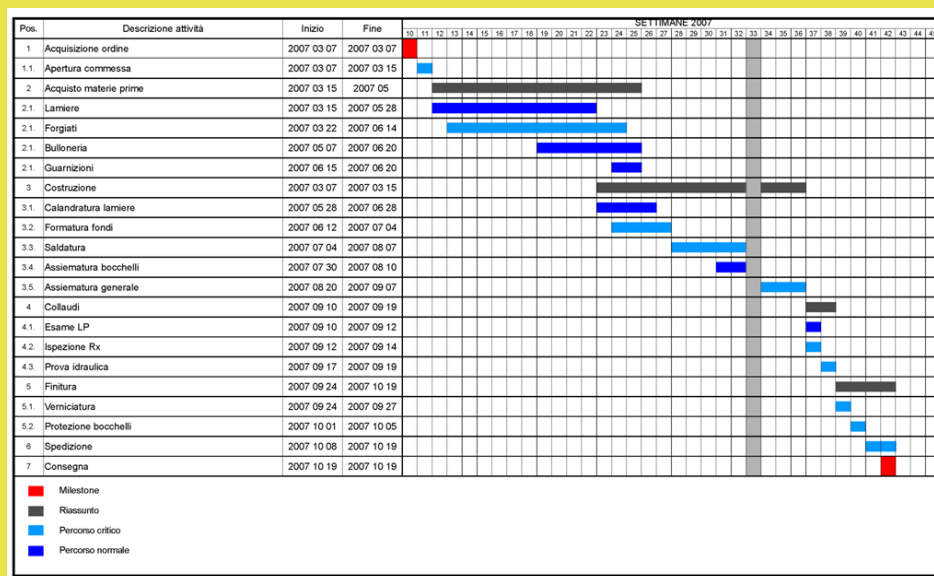 SETTIMANE 2007
Pos. Descrizione attività Inizio Fine 10 11 12 13 14 15 16 17 18 19 20 21 22 23 24 25 26 27 28 29 30 31 32 33 34 35 36 37 38 39 40 41 42 43 44 45
1 Acquisizione ordine 2007 03 07 2007 03 07
1.1. Apertura commessa 2007 03 07 2007 03 15
2 Acquisto materie prime 2007 03 15 2007 05
2.1. Lamiere 2007 03 15 2007 05 28
2.1. Forgiati 2007 03 22 2007 06 14
2.1. Bulloneria 2007 05 07 2007 06 20
2.1. Guarnizioni 2007 06 15 2007 06 20
3 Costruzione 2007 03 07 2007 03 15
3.1. Calandratura lamiere 2007 05 28 2007 06 28
3.2. Formatura fondi 2007 06 12 2007 07 04
3.3. Saldatura 2007 07 04 2007 08 07
3.4. Assiematura bocchelli 2007 07 30 2007 08 10
3.5. Assiematura generale 2007 08 20 2007 09 07
4 Collaudi 2007 09 10 2007 09 19
4.1. Esame LP 2007 09 10 2007 09 12
4.2. Ispezione Rx 2007 09 12 2007 09 14
4.3. Prova idraulica 2007 09 17 2007 09 19
5 Finitura 2007 09 24 2007 10 19
5.1. Verniciatura 2007 09 24 2007 09 27
5.2. Protezione bocchelli 2007 10 01 2007 10 05
6 Spedizione 2007 10 08 2007 10 19
7 Consegna 2007 10 19 2007 10 19
Milestone
Riassunto
Percorso critico
Percorso normale